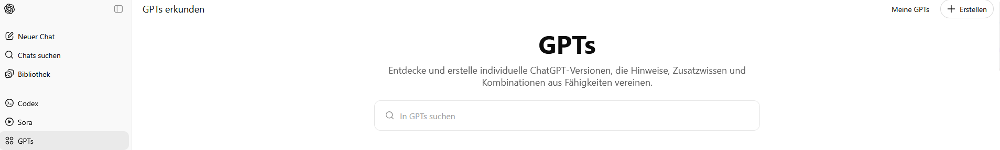 GPTs erkunden
Meine GPTs
Erstellen
Neuer Chat
Chats suchen
Bibliothek
Codex
Sora
GPTs
GPTs
Entdecke und erstelle individuelle ChatGPT-Versionen, die Hinweise, Zusatzwissen und
Kombinationen aus Fähigkeiten vereinen.
In GPTs suchen